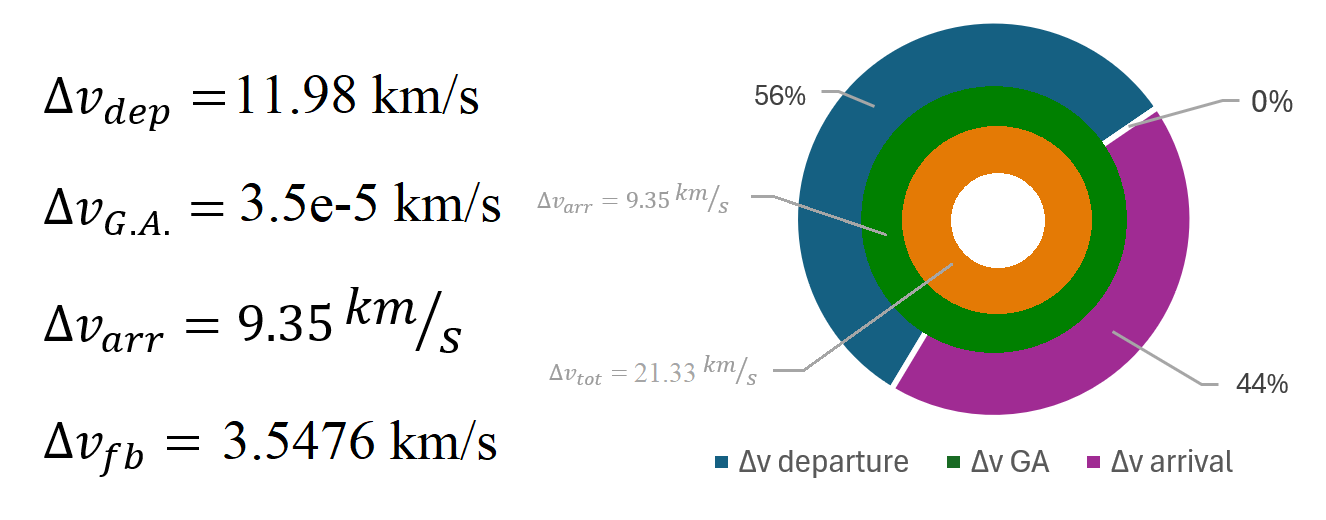 Δv_dep = 11.98 km/s
Δv_G.A. = 3.5e-5 km/s
Δv_arr = 9.35 km/s
Δv_fb = 3.5476 km/s
56%
0%
Δv_arr = 9.35 km/s
Δv_tot = 21.33 km/s
44%
Δv departure
Δv GA
Δv arrival